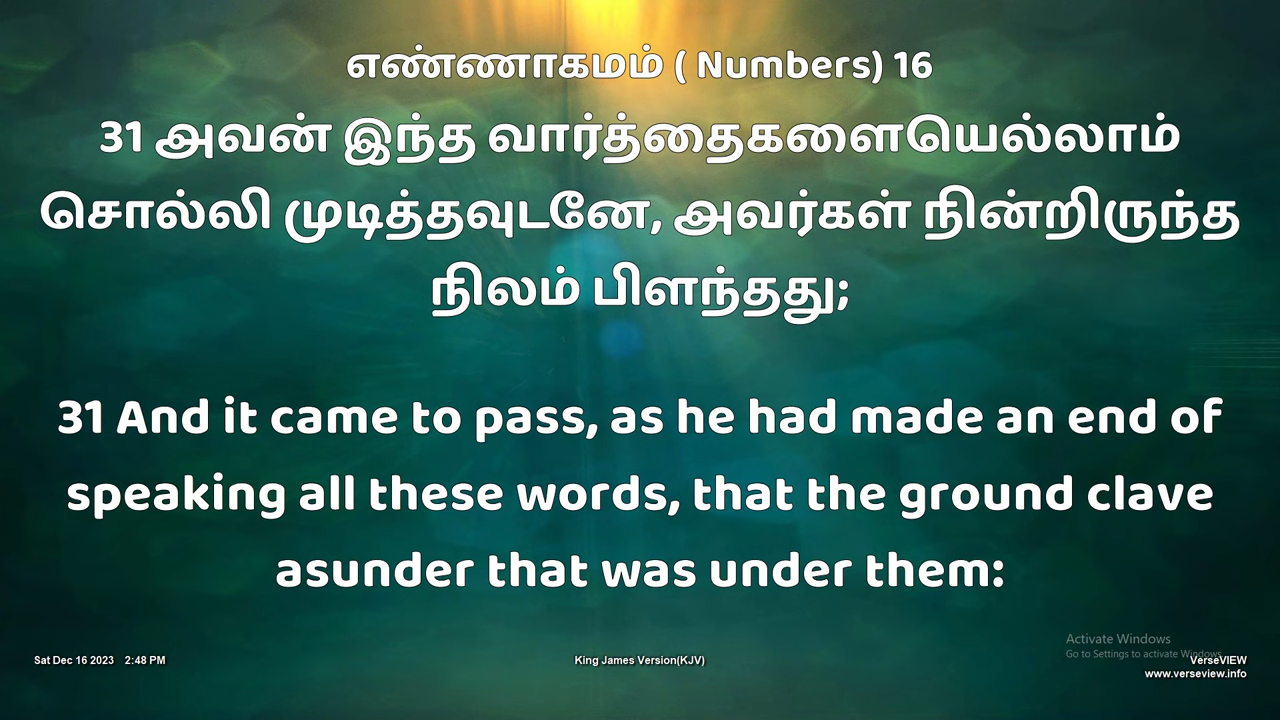 எண்ணாகமம் ( Numbers) 16
31 அவன் இந்த வார்த்தைகளையெல்லாம்
சொல்லி முடித்தவுடனே, அவர்கள் நின்றிருந்த
நிலம் பிளந்தது;
31 And it came to pass, as he had made an end of
speaking all these words, that the ground clave
asunder that was under them:
Activate Windows
Go to Settings to activate Windows.
Sat Dec 16 2023 2:48 PM
King James Version(KJV)
VerseVIEW
www.verseview.info